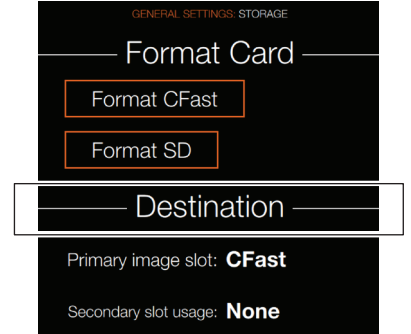 GENERAL SETTINGS: STORAGE
Format Card
Format CFast
Format SD
Destination
Primary image slot: CFast
Secondary slot usage: None